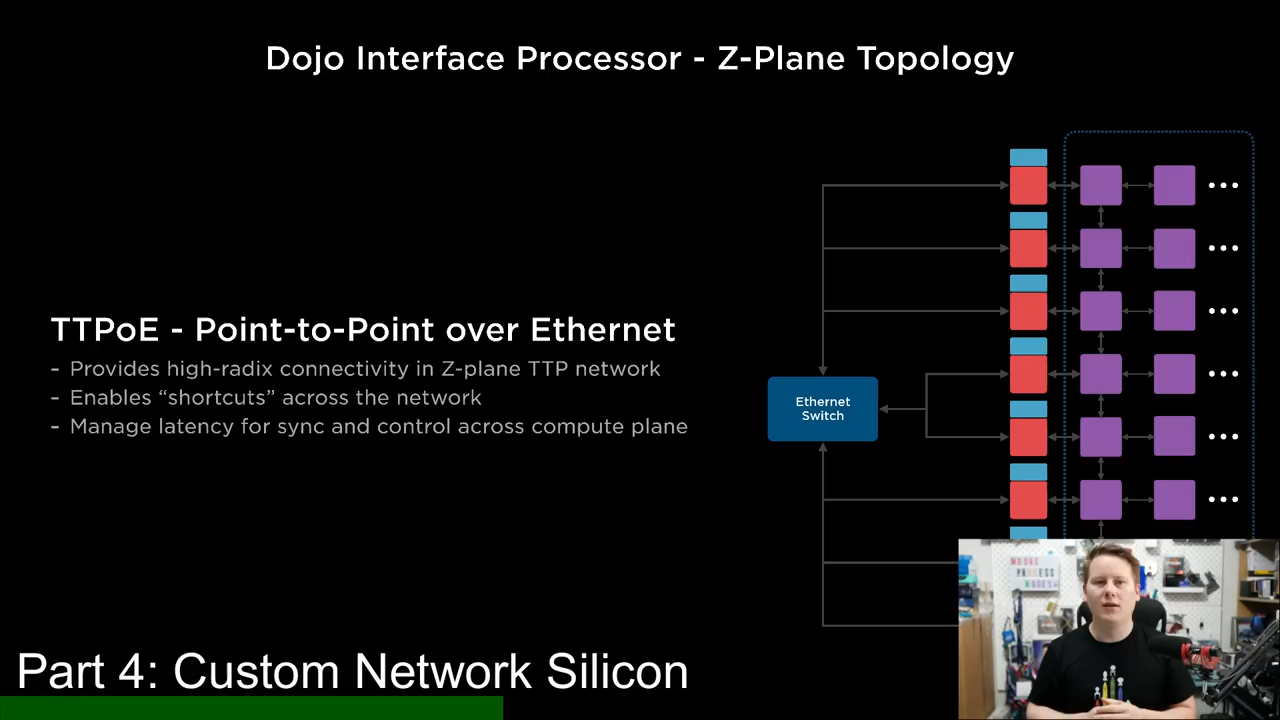 Dojo Interface Processor - Z-Plane Topology
TTPoE - Point-to-Point over Ethernet
- Provides high-radix connectivity in Z-plane TTP network
- Enables “shortcuts” across the network
- Manage latency for sync and control across compute plane
Ethernet
Switch
Part 4: Custom Network Silicon